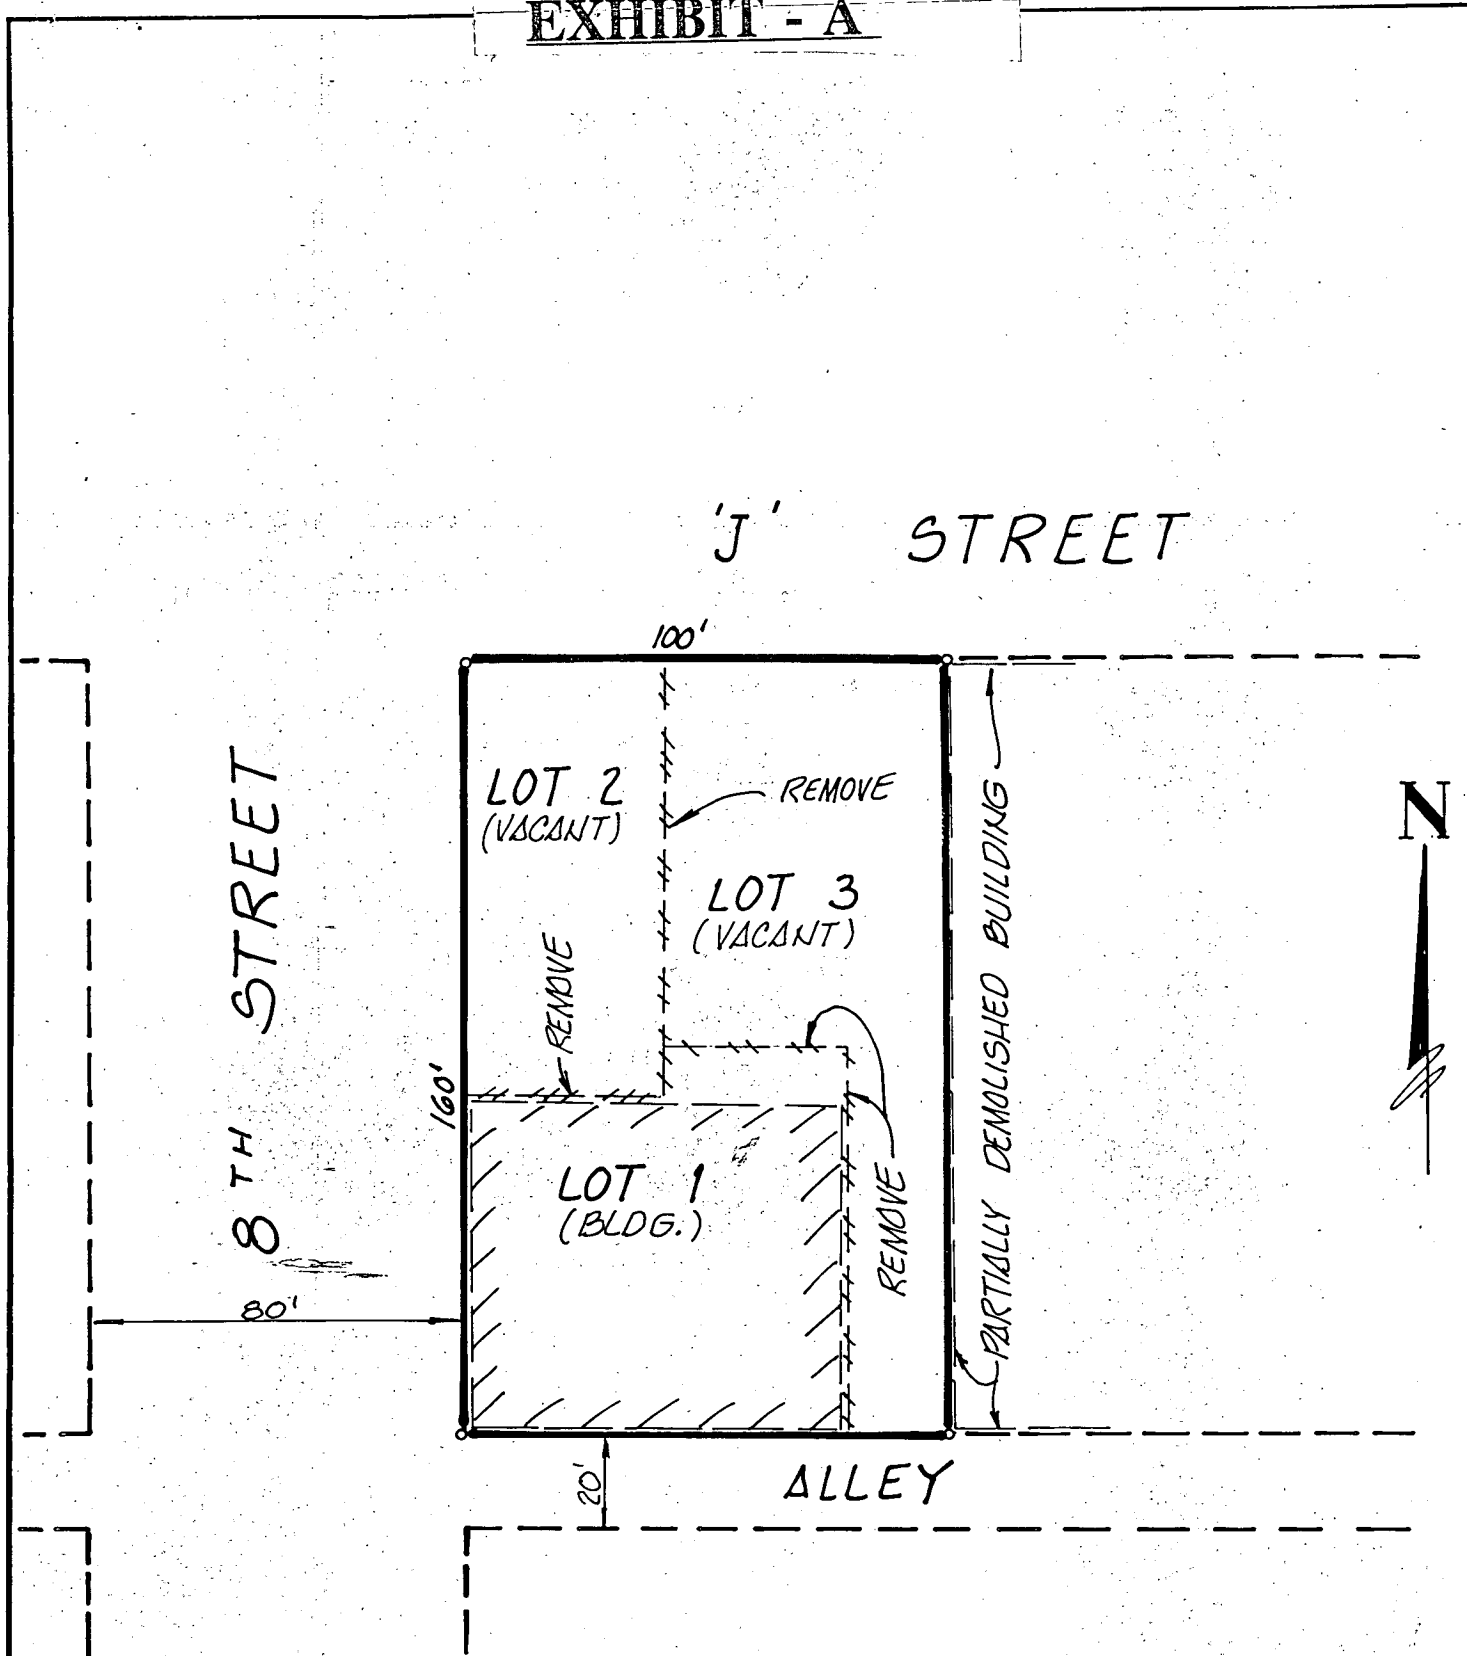 EXHIBIT - A
'J' STREET
100'
LOT 2
(VACANT)
REMOVE
LOT 3
(VACANT)
REMOVE
160'
8TH STREET
LOT 1
(BLDG.)
REMOVE
PARTIALLY DEMOLISHED BUILDING
N
80'
20'
ALLEY